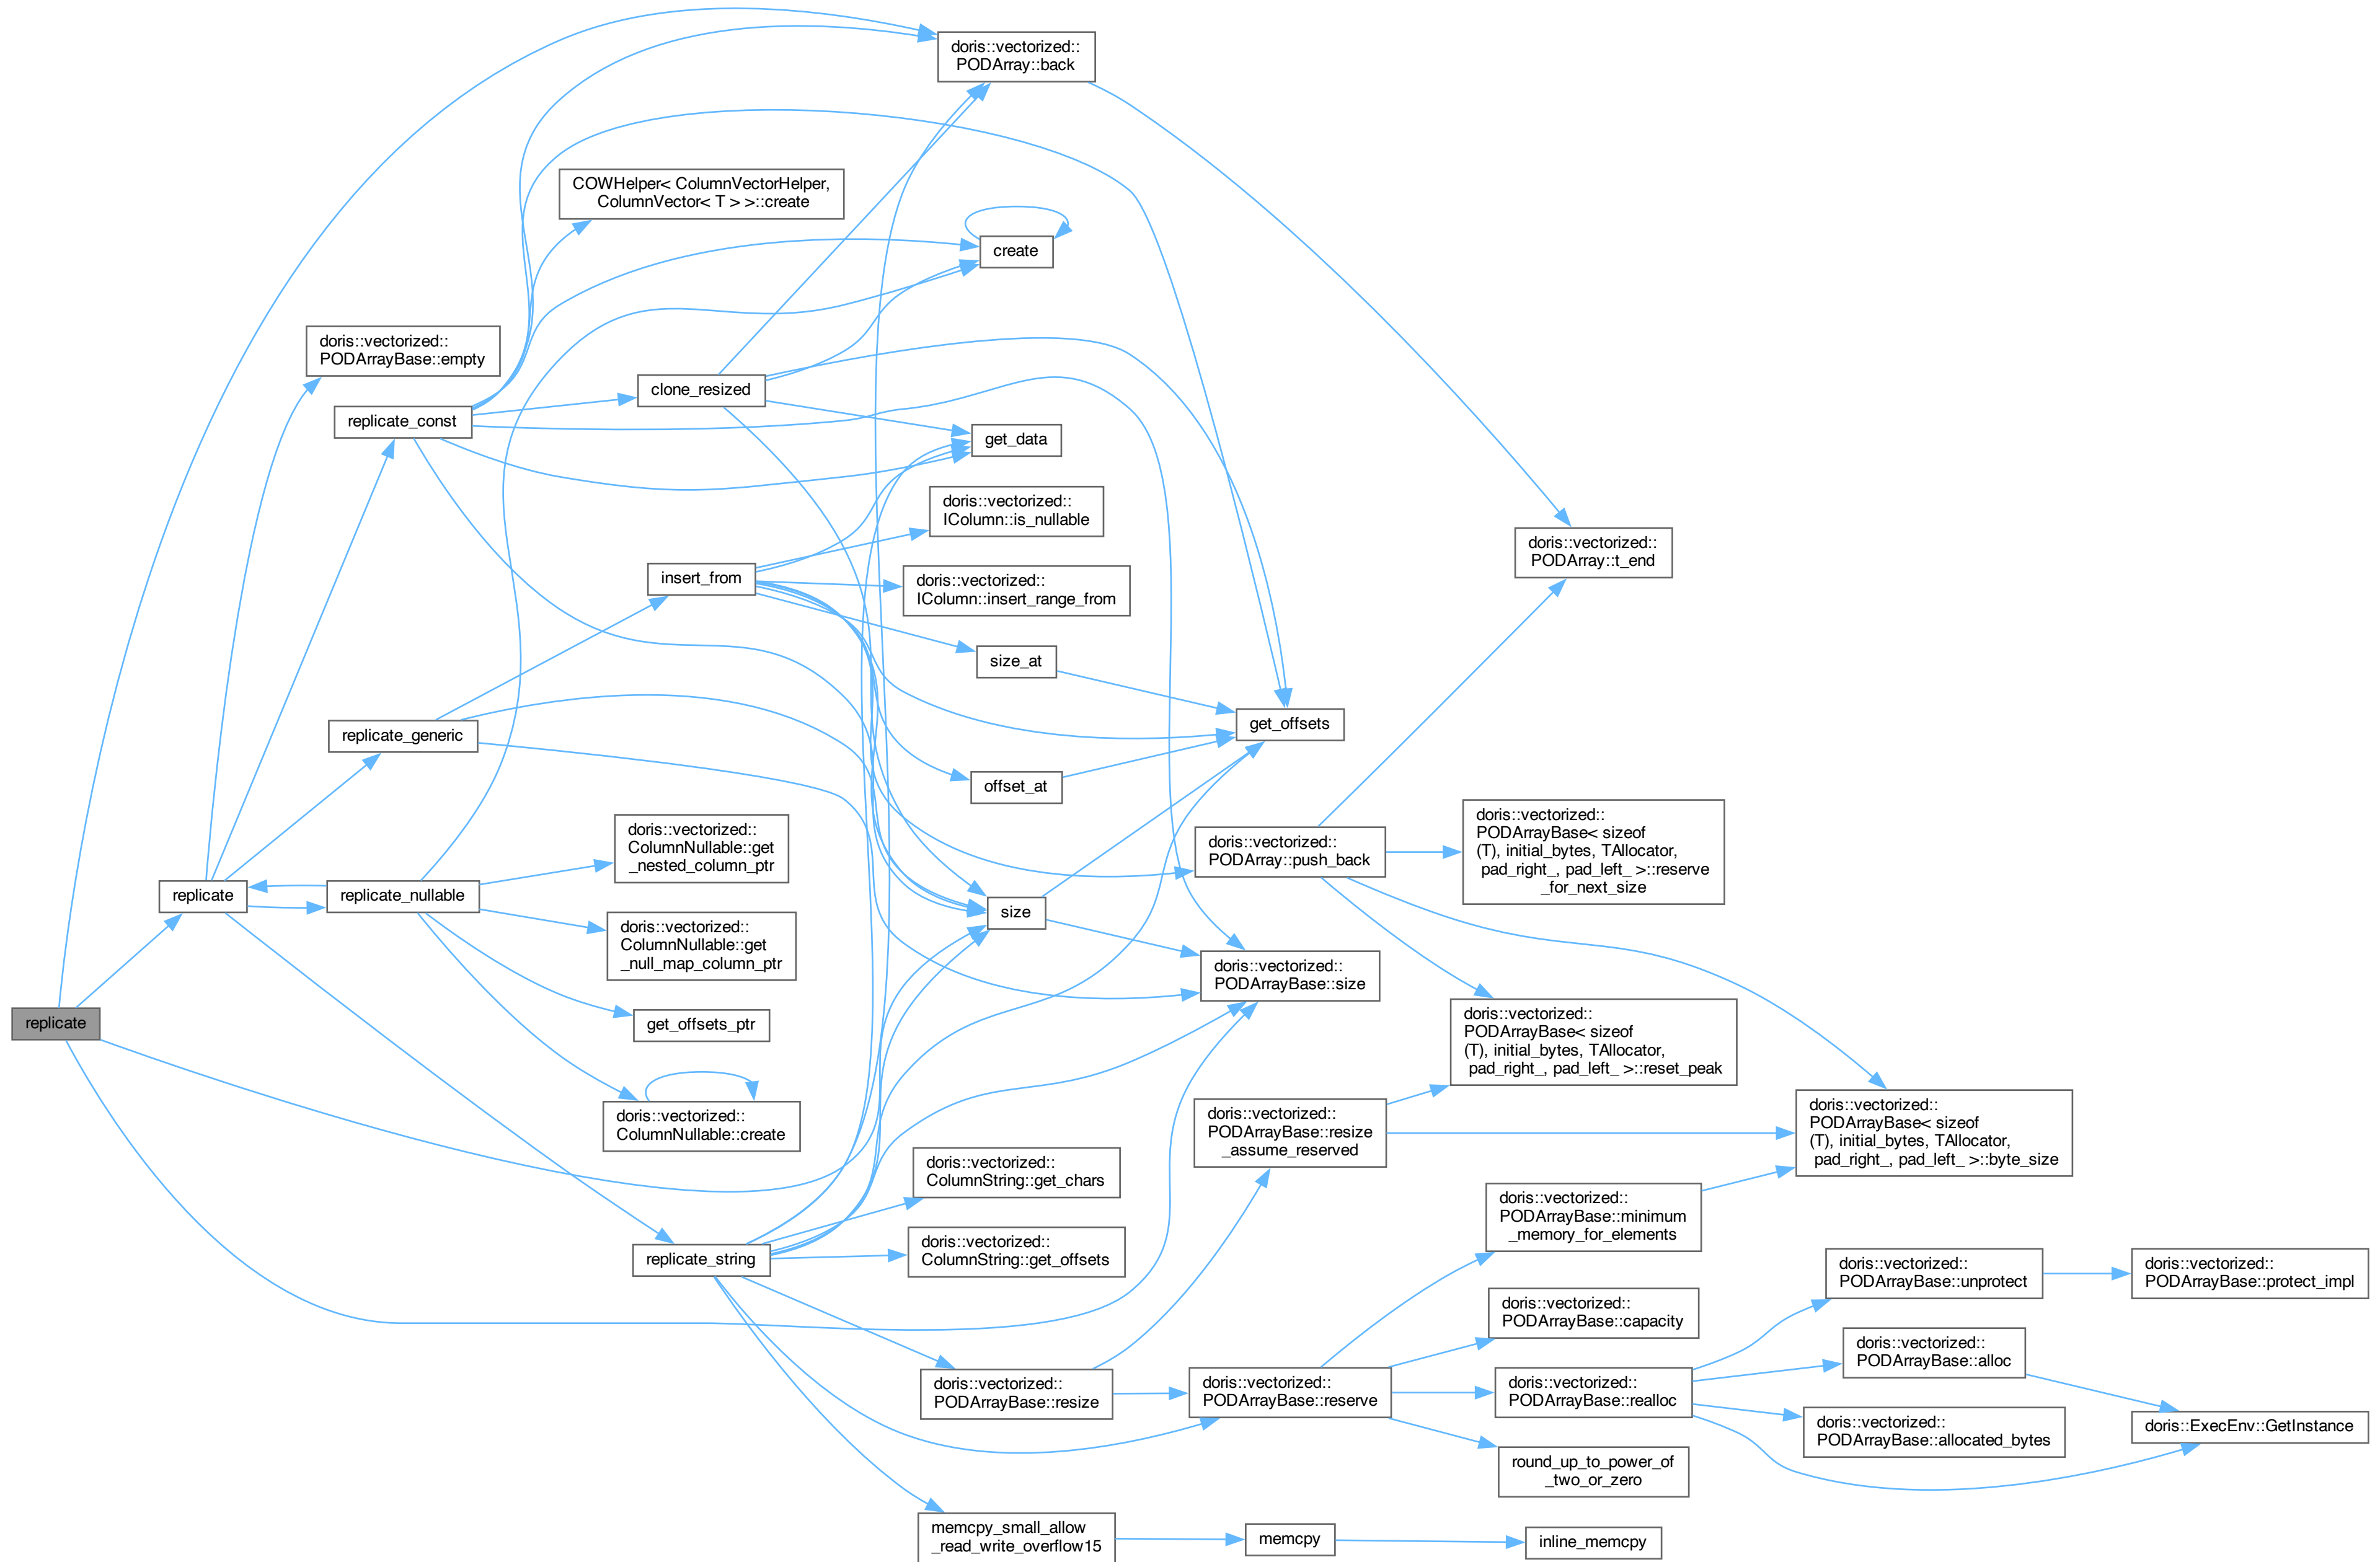 doris::vectorized::
PODArray::back
COWHelper< ColumnVectorHelper,
ColumnVector< T > >::create
create
doris::vectorized::
PODArrayBase::empty
clone_resized
replicate_const
get_data
doris::vectorized::
IColumn::is_nullable
doris::vectorized::
PODArray::t_end
insert_from
doris::vectorized::
IColumn::insert_range_from
size_at
get_offsets
replicate_generic
offset_at
doris::vectorized::
PODArray::push_back
doris::vectorized::
PODArrayBase< sizeof
(T), initial_bytes, TAllocator,
pad_right_, pad_left_ >::reserve
_for_next_size
doris::vectorized::
ColumnNullable::get
_nested_column_ptr
replicate
replicate_nullable
size
doris::vectorized::
ColumnNullable::get
_null_map_column_ptr
doris::vectorized::
PODArrayBase::size
replicate
get_offsets_ptr
doris::vectorized::
PODArrayBase< sizeof
(T), initial_bytes, TAllocator,
pad_right_, pad_left_ >::reset_peak
doris::vectorized::
ColumnNullable::create
doris::vectorized::
PODArrayBase::resize
_assume_reserved
doris::vectorized::
PODArrayBase< sizeof
(T), initial_bytes, TAllocator,
pad_right_, pad_left_ >::byte_size
doris::vectorized::
ColumnString::get_chars
doris::vectorized::
PODArrayBase::minimum
_memory_for_elements
replicate_string
doris::vectorized::
ColumnString::get_offsets
doris::vectorized::
PODArrayBase::unprotect
doris::vectorized::
PODArrayBase::protect_impl
doris::vectorized::
PODArrayBase::capacity
doris::vectorized::
PODArrayBase::alloc
doris::vectorized::
PODArrayBase::resize
doris::vectorized::
PODArrayBase::reserve
doris::vectorized::
PODArrayBase::realloc
doris::vectorized::
PODArrayBase::allocated_bytes
doris::ExecEnv::GetInstance
round_up_to_power_of
_two_or_zero
memcpy_small_allow
_read_write_overflow15
memcpy
inline_memcpy